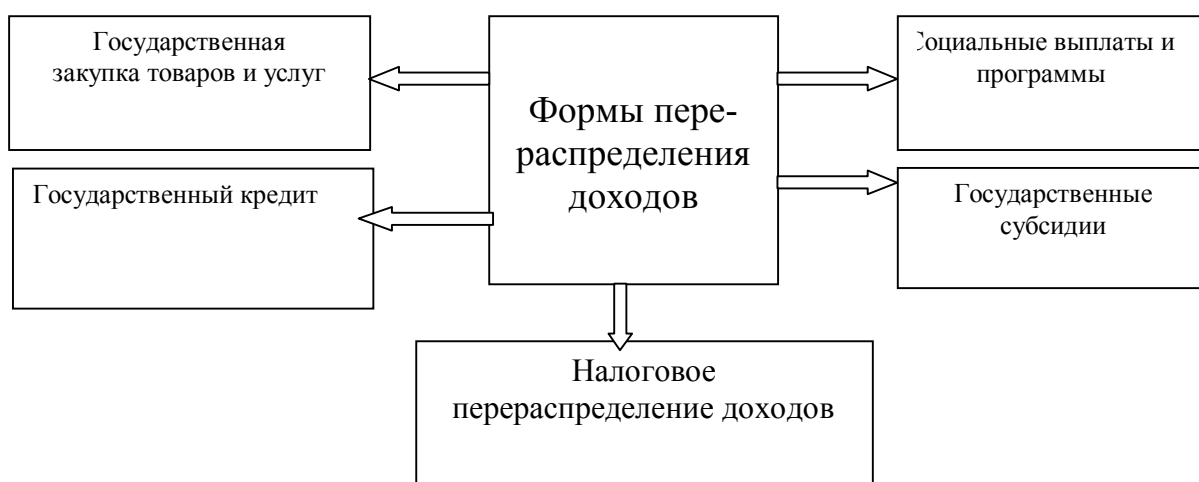 Государственная
закупка товаров и услуг
Государственный кредит
Формы пере-
распределения
доходов
Социальные выплаты и
программы
Государственные
субсидии
Налоговое
перераспределение доходов